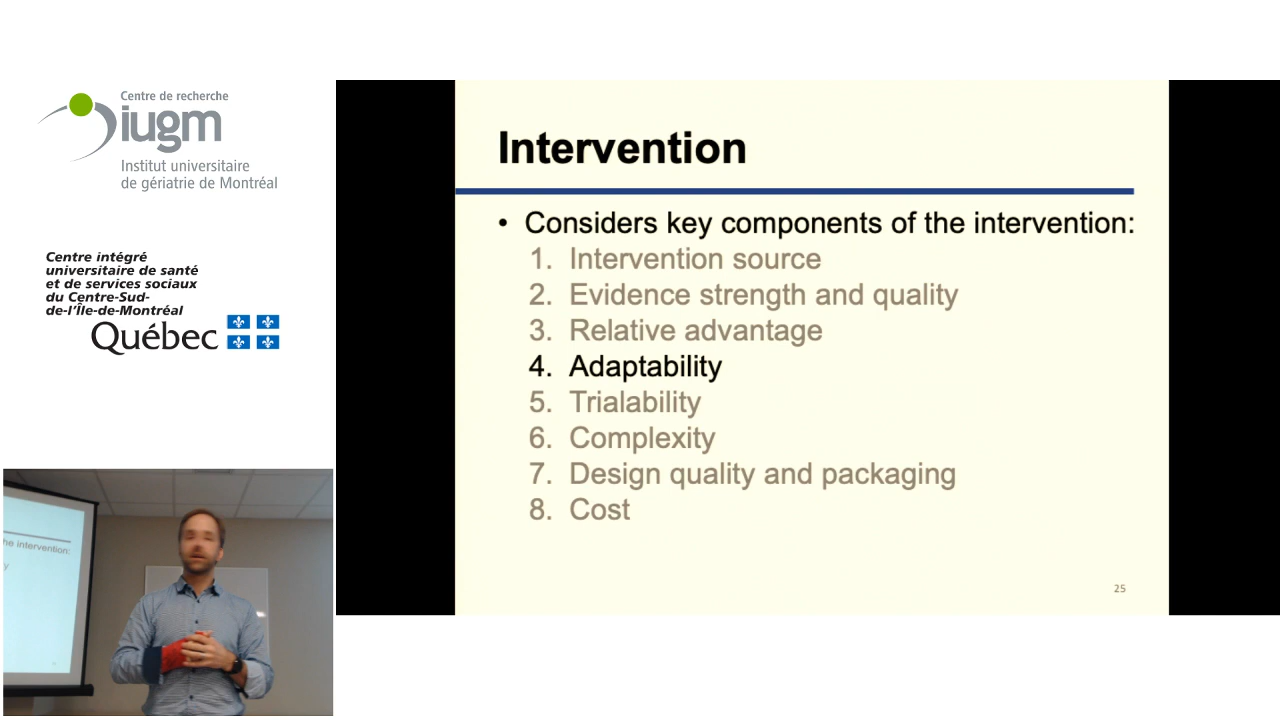 Centre de recherche
iugm
Institut universitaire
de gériatrie de Montréal
Centre intégré
universitaire de santé
et de services sociaux
du Centre-Sud-
de-l'Île-de-Montréal
Québec
he intervention:
y
Intervention
• Considers key components of the intervention:
1. Intervention source
2. Evidence strength and quality
3. Relative advantage
4. Adaptability
5. Trialability
6. Complexity
7. Design quality and packaging
8. Cost
25